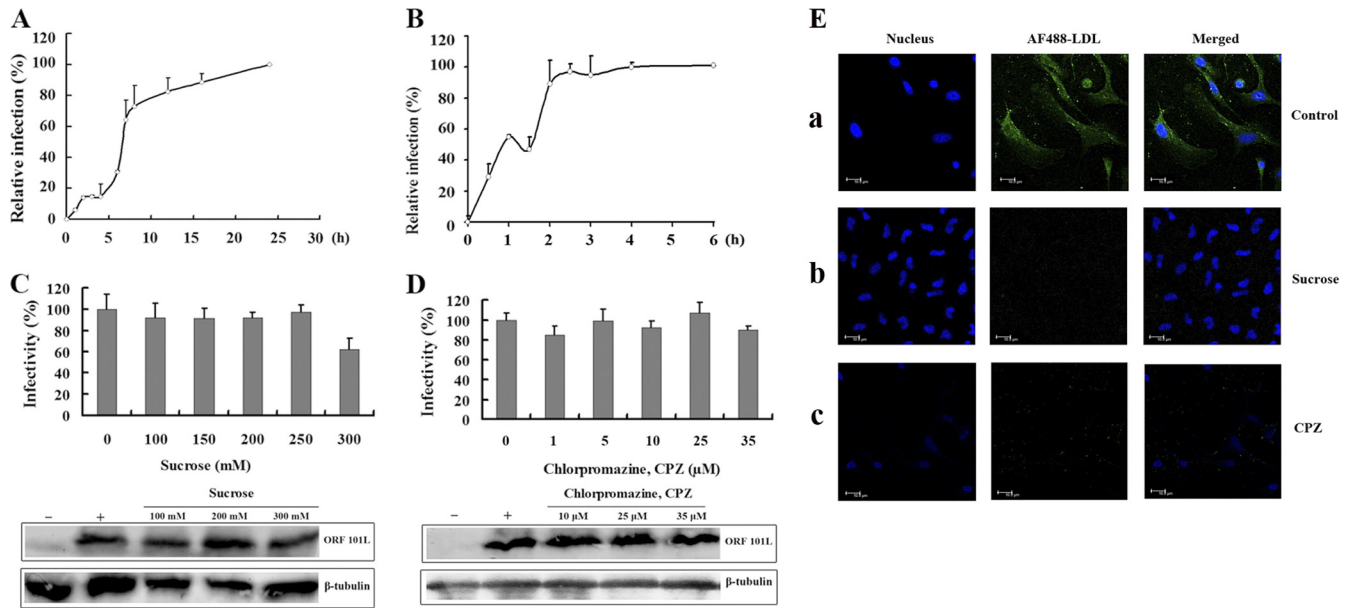 A
Relative infection (%)
120
100
80
60
40
20
0
0 5 10 15 20 25 30 (h)
B
Relative infection (%)
120
100
80
60
40
20
0
0 1 2 3 4 6 (h)
C
Infectivity (%)
120
100
80
60
40
20
0
0 100 150 200 250 300
Sucrose (mM)
Sucrose
− + 100 mM 200 mM 300 mM
ORF 101L
β-tubulin
D
Infectivity (%)
120
100
80
60
40
20
0
0 1 5 10 25 35
Chlorpromazine, CPZ (µM)
Chlorpromazine, CPZ
− + 10 µM 25 µM 35 µM
ORF 101L
β-tubulin
E
Nucleus AF488-LDL Merged
a Control
b Sucrose
c CPZ